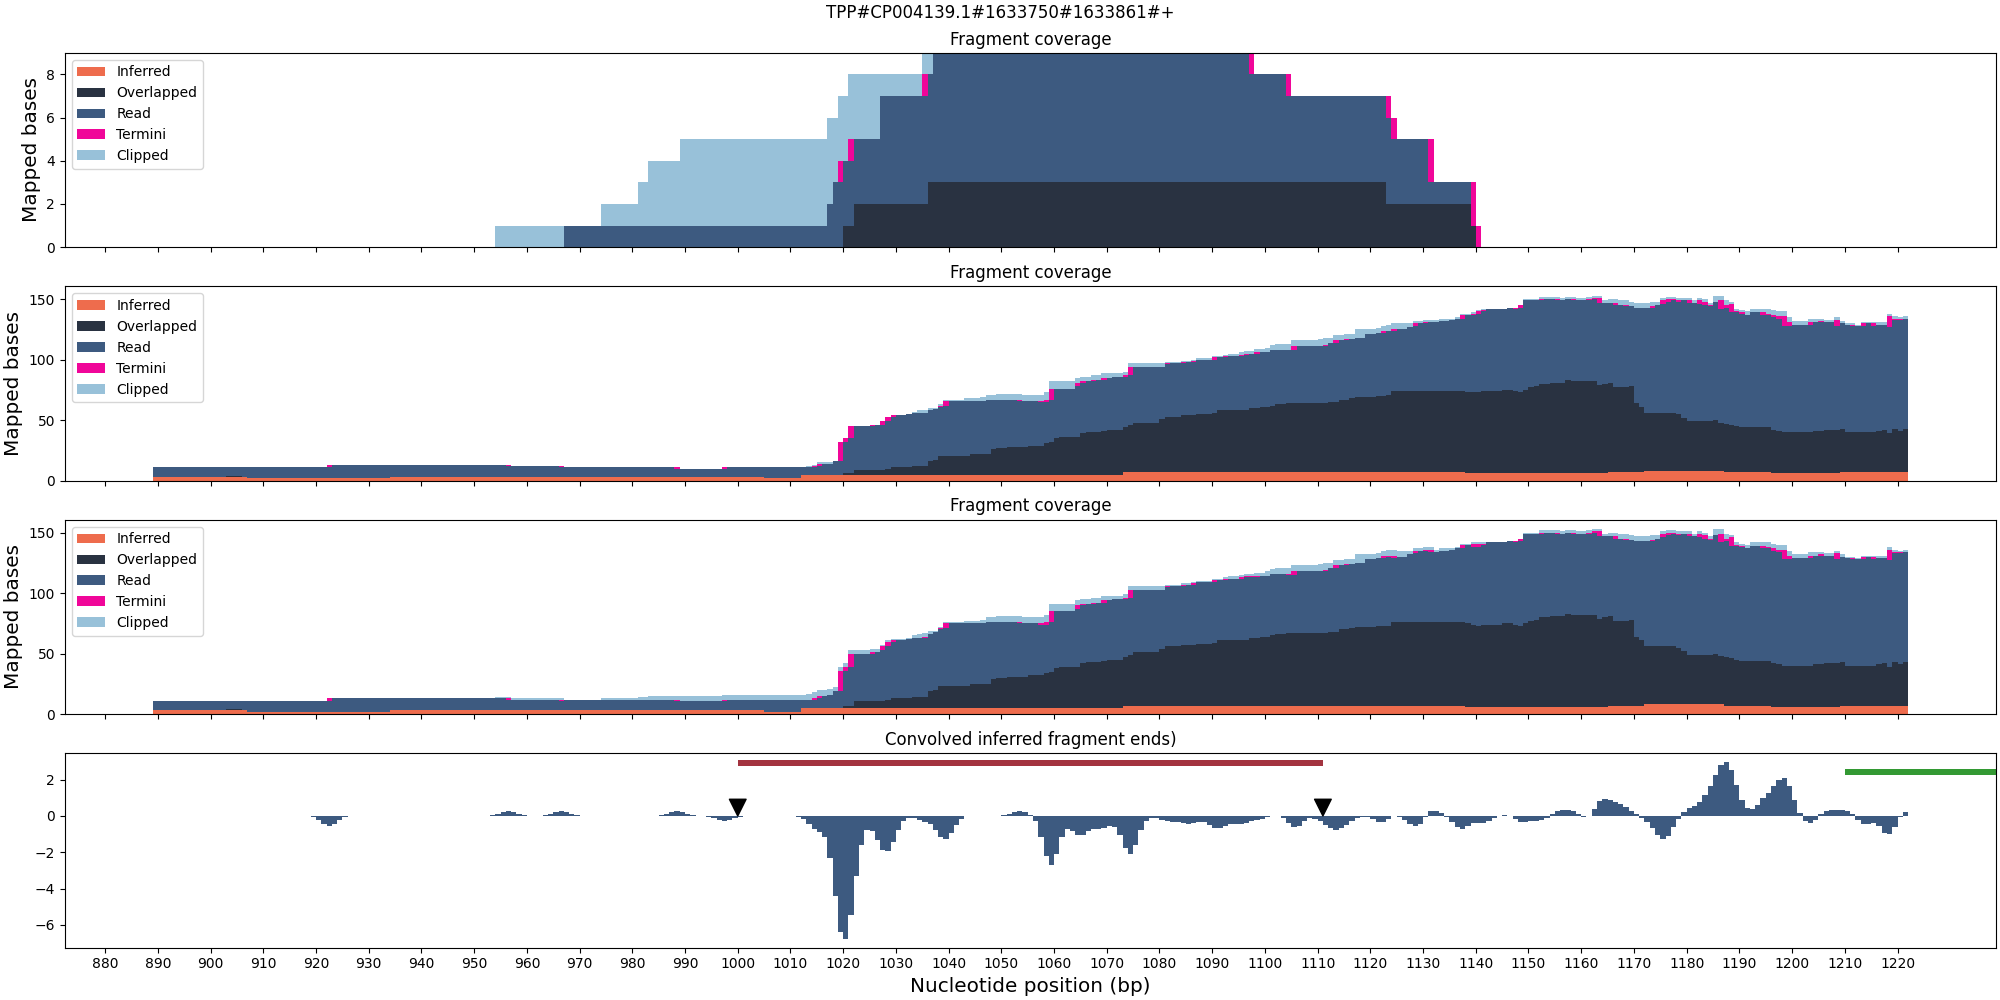 TPP#CP004139.1#1633750#1633861#+
Fragment coverage
Mapped bases
8
6
4
2
0
Inferred
Overlapped
Read
Termini
Clipped
Fragment coverage
Mapped bases
150
100
50
0
Inferred
Overlapped
Read
Termini
Clipped
Fragment coverage
Mapped bases
150
100
50
0
Inferred
Overlapped
Read
Termini
Clipped
Convolved inferred fragment ends)
2
0
−2
−4
−6
880 890 900 910 920 930 940 950 960 970 980 990 1000 1010 1020 1030 1040 1050 1060 1070 1080 1090 1100 1110 1120 1130 1140 1150 1160 1170 1180 1190 1200 1210 1220
Nucleotide position (bp)